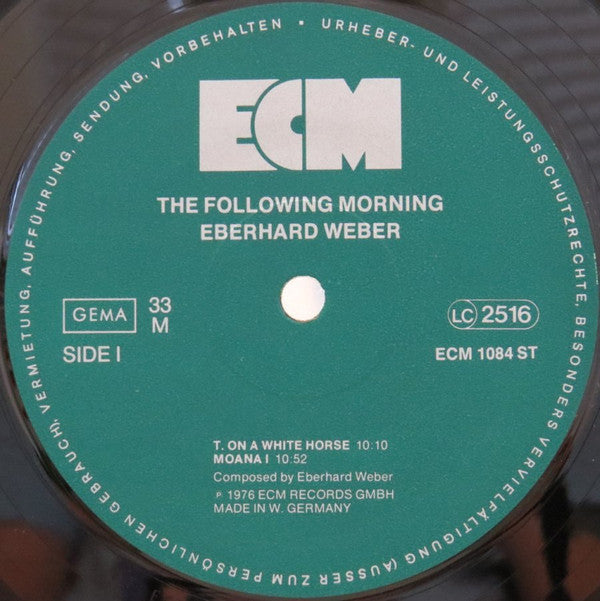 URHEBER- UND LEISTUNGSSCHUTZRECHTE, BESONDERS VERVIELFÄLTIGUNG (AUSSER ZUM PERSÖNLICHEN GEBRAUCH), VERMIETUNG, AUFFÜHRUNG, SENDUNG, VORBEHALTEN •
ECM
THE FOLLOWING MORNING
EBERHARD WEBER
GEMA
33
M
SIDE I
LC 2516
ECM 1084 ST
T. ON A WHITE HORSE 10:10
MOANA I 10:52
Composed by Eberhard Weber
℗ 1976 ECM RECORDS GMBH
MADE IN W. GERMANY